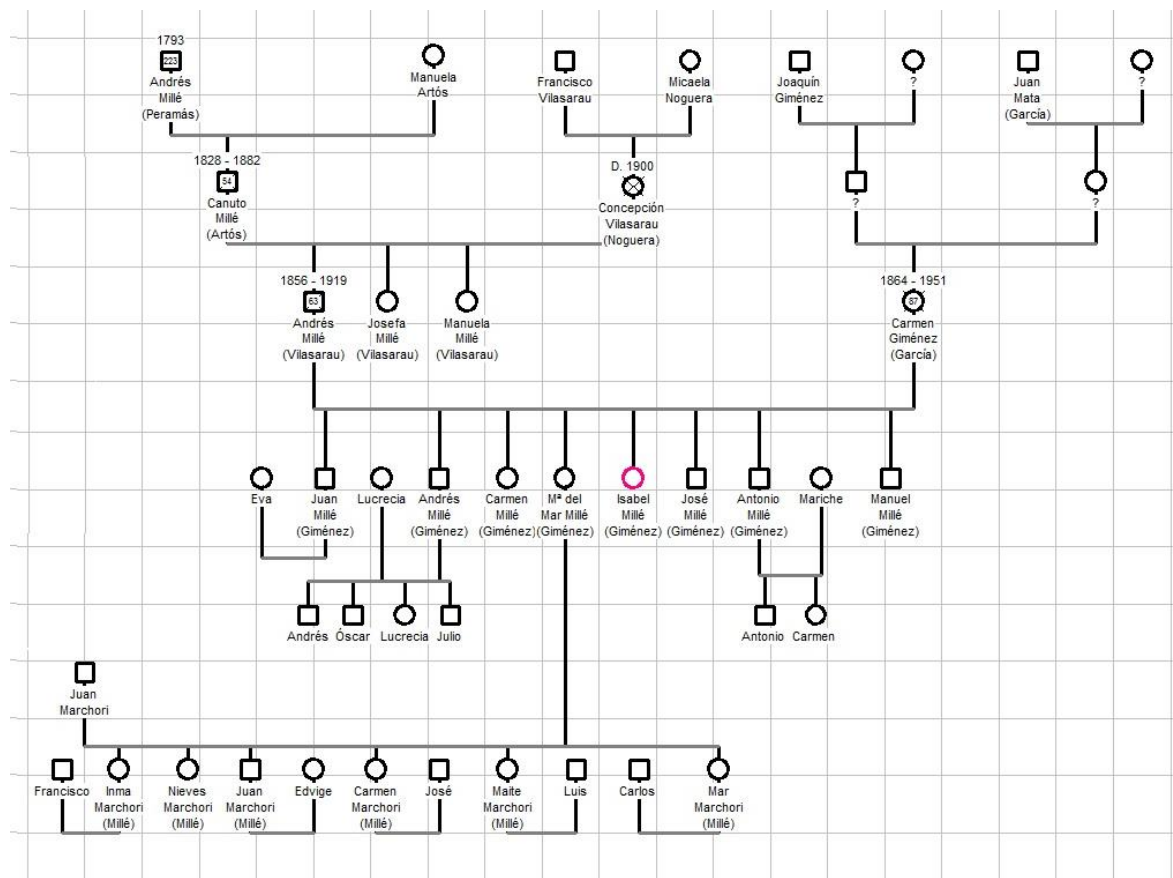 1793
223
Andrés
Millé
(Peramás)
Manuela
Artós
Francisco
Vilasarau
Micaela
Noguera
Joaquín
Giménez
?
Juan
Mata
(García)
?
1828 - 1882
54
Canuto
Millé
(Artós)
D. 1900
Concepción
Vilasarau
(Noguera)
?
?
1856 - 1919
63
Andrés
Millé
(Vilasarau)
Josefa
Millé
(Vilasarau)
Manuela
Millé
(Vilasarau)
1864 - 1951
87
Carmen
Giménez
(García)
Eva
Juan
Millé
(Giménez)
Lucrecia
Andrés
Millé
(Giménez)
Carmen
Millé
(Giménez)
Mª del
Mar Millé
(Giménez)
Isabel
Millé
(Giménez)
José
Millé
(Giménez)
Antonio
Millé
(Giménez)
Mariche
Manuel
Millé
(Giménez)
Andrés
Óscar
Lucrecia
Julio
Antonio
Carmen
Juan
Marchori
Francisco
Inma
Marchori
(Millé)
Nieves
Marchori
(Millé)
Juan
Marchori
(Millé)
Edvige
Carmen
Marchori
(Millé)
José
Maite
Marchori
(Millé)
Luis
Carlos
Mar
Marchori
(Millé)